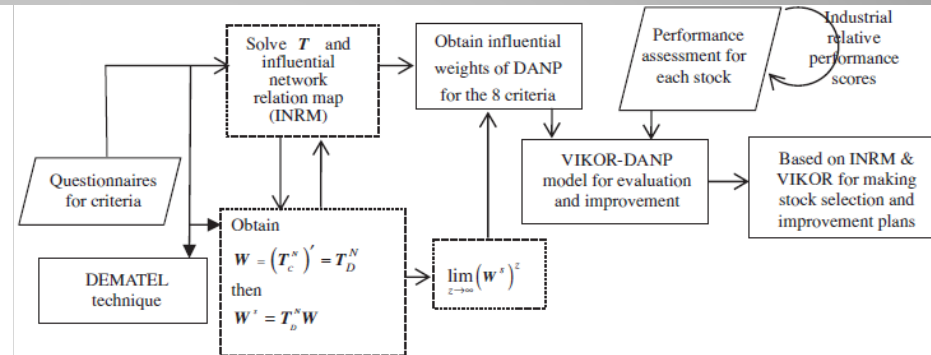 Questionnaires
for criteria
DEMATEL
technique
Solve T and
influential
network
relation map
(INRM)
Obtain
W = (T_c^N)′ = T_D^N
then
W^s = T_D^N W
lim_{z→∞} (W^s)^z
Obtain influential
weights of DANP
for the 8 criteria
Performance
assessment for
each stock
Industrial
relative
performance
scores
VIKOR-DANP
model for evaluation
and improvement
Based on INRM &
VIKOR for making
stock selection and
improvement plans